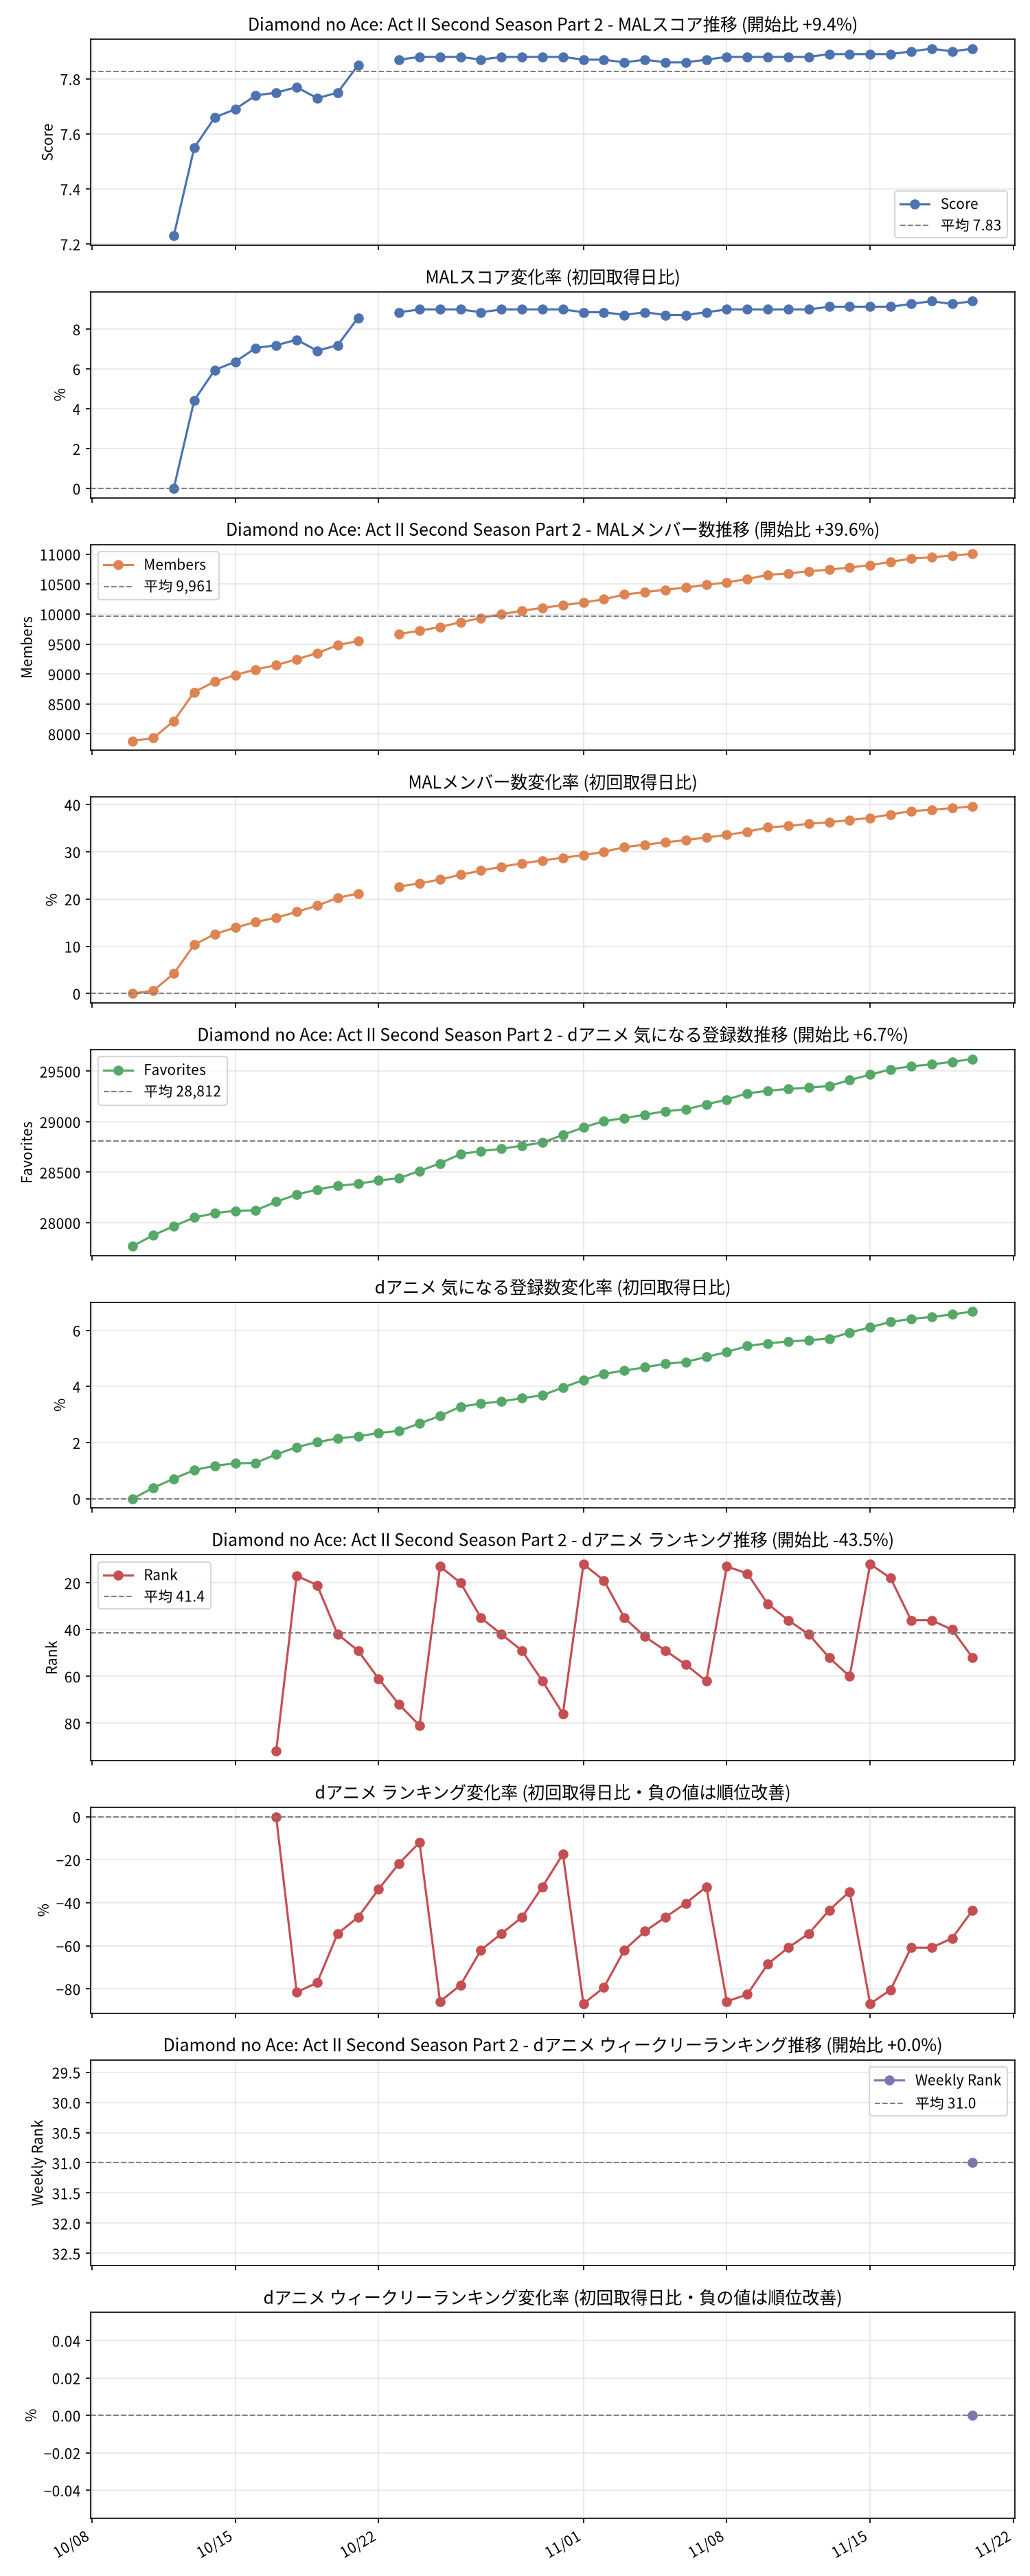 Diamond no Ace: Act II Second Season Part 2 - MALスコア推移 (開始比 +9.4%)
Score
7.8
7.6
7.4
7.2
Score
平均 7.83
MALスコア変化率 (初回取得日比)
%
8
6
4
2
0
Diamond no Ace: Act II Second Season Part 2 - MALメンバー数推移 (開始比 +39.6%)
Members
11000
10500
10000
9500
9000
8500
8000
Members
平均 9,961
MALメンバー数変化率 (初回取得日比)
%
40
30
20
10
0
Diamond no Ace: Act II Second Season Part 2 - dアニメ 気になる登録数推移 (開始比 +6.7%)
Favorites
29500
29000
28500
28000
Favorites
平均 28,812
dアニメ 気になる登録数変化率 (初回取得日比)
%
6
4
2
0
Diamond no Ace: Act II Second Season Part 2 - dアニメ ランキング推移 (開始比 -43.5%)
Rank
20
40
60
80
Rank
平均 41.4
dアニメ ランキング変化率 (初回取得日比・負の値は順位改善)
%
0
−20
−40
−60
−80
Diamond no Ace: Act II Second Season Part 2 - dアニメ ウィークリーランキング推移 (開始比 +0.0%)
Weekly Rank
29.5
30.0
30.5
31.0
31.5
32.0
32.5
Weekly Rank
平均 31.0
dアニメ ウィークリーランキング変化率 (初回取得日比・負の値は順位改善)
%
0.04
0.02
0.00
−0.02
−0.04
10/08
10/15
10/22
11/01
11/08
11/15
11/22